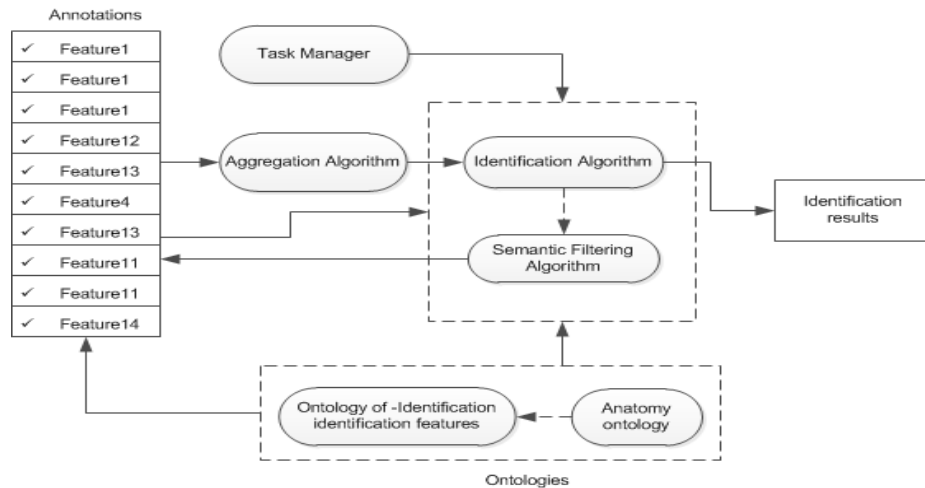 Annotations
✓ Feature1
✓ Feature1
✓ Feature1
✓ Feature12
✓ Feature13
✓ Feature4
✓ Feature13
✓ Feature11
✓ Feature11
✓ Feature14
Task Manager
Aggregation Algorithm
Identification Algorithm
Semantic Filtering
Algorithm
Identification
results
Ontology of -Identification
identification features
Anatomy
ontology
Ontologies